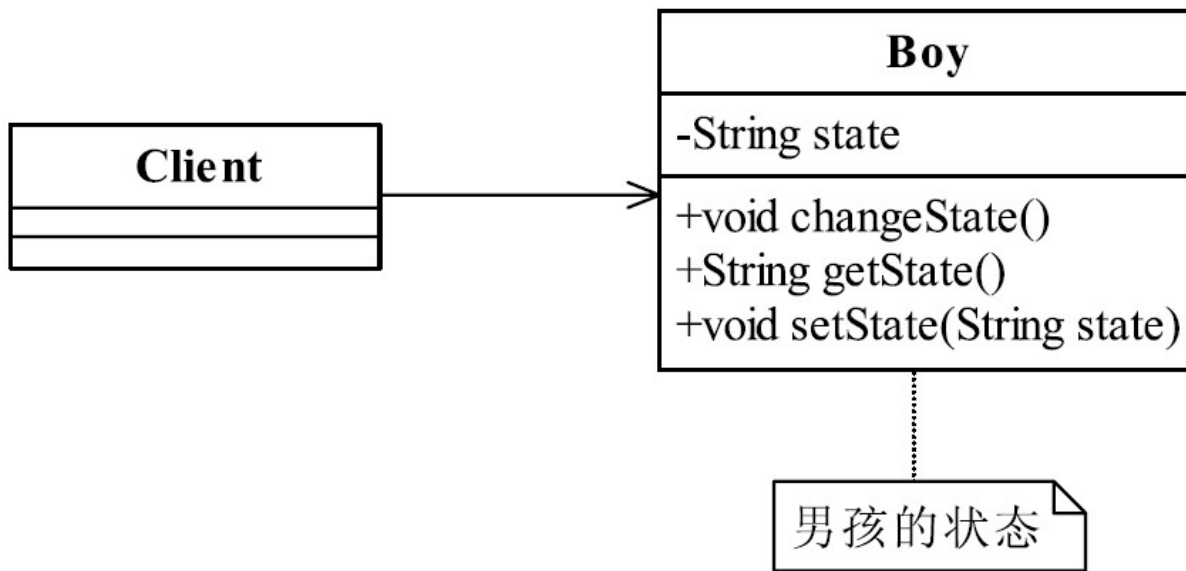 Client
Boy
-String state
+void changeState()
+String getState()
+void setState(String state)
男孩的状态